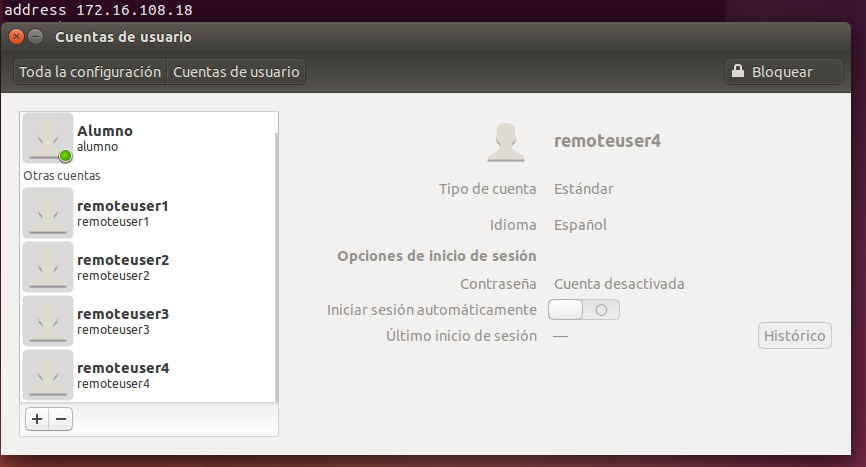 address 172.16.108.18
Cuentas de usuario
Toda la configuración Cuentas de usuario Bloquear
Alumno
alumno
Otras cuentas
remoteuser1
remoteuser1
remoteuser2
remoteuser2
remoteuser3
remoteuser3
remoteuser4
remoteuser4
remoteuser4
Tipo de cuenta Estándar
Idioma Español
Opciones de inicio de sesión
Contraseña Cuenta desactivada
Iniciar sesión automáticamente
Último inicio de sesión — Histórico